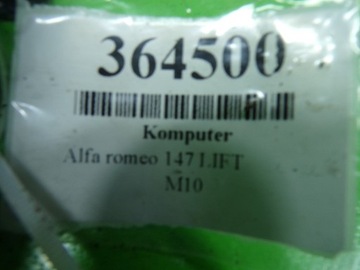 364500
Komputer
Alfa romeo 147 LIFT
M10